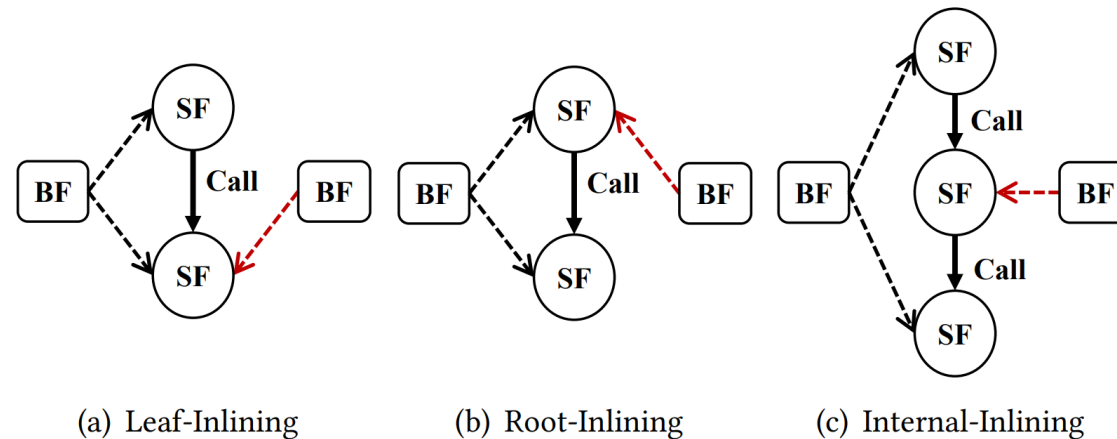 SF
Call
BF
BF
SF
(a) Leaf-Inlining
SF
Call
BF
BF
SF
(b) Root-Inlining
SF
Call
BF
SF
BF
Call
SF
(c) Internal-Inlining